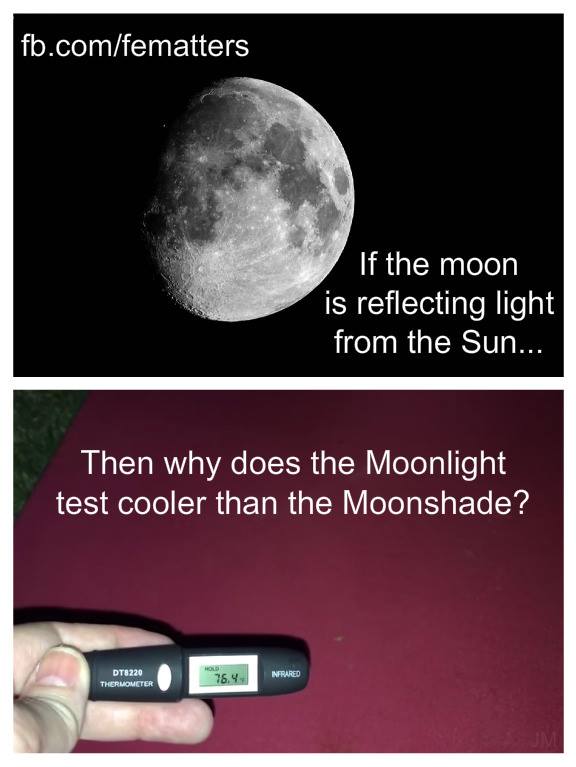 fb.com/fematters
If the moon
is reflecting light
from the Sun...
Then why does the Moonlight
test cooler than the Moonshade?
HOLD
76.4°F
DT8220
THERMOMETER
INFRARED
JM